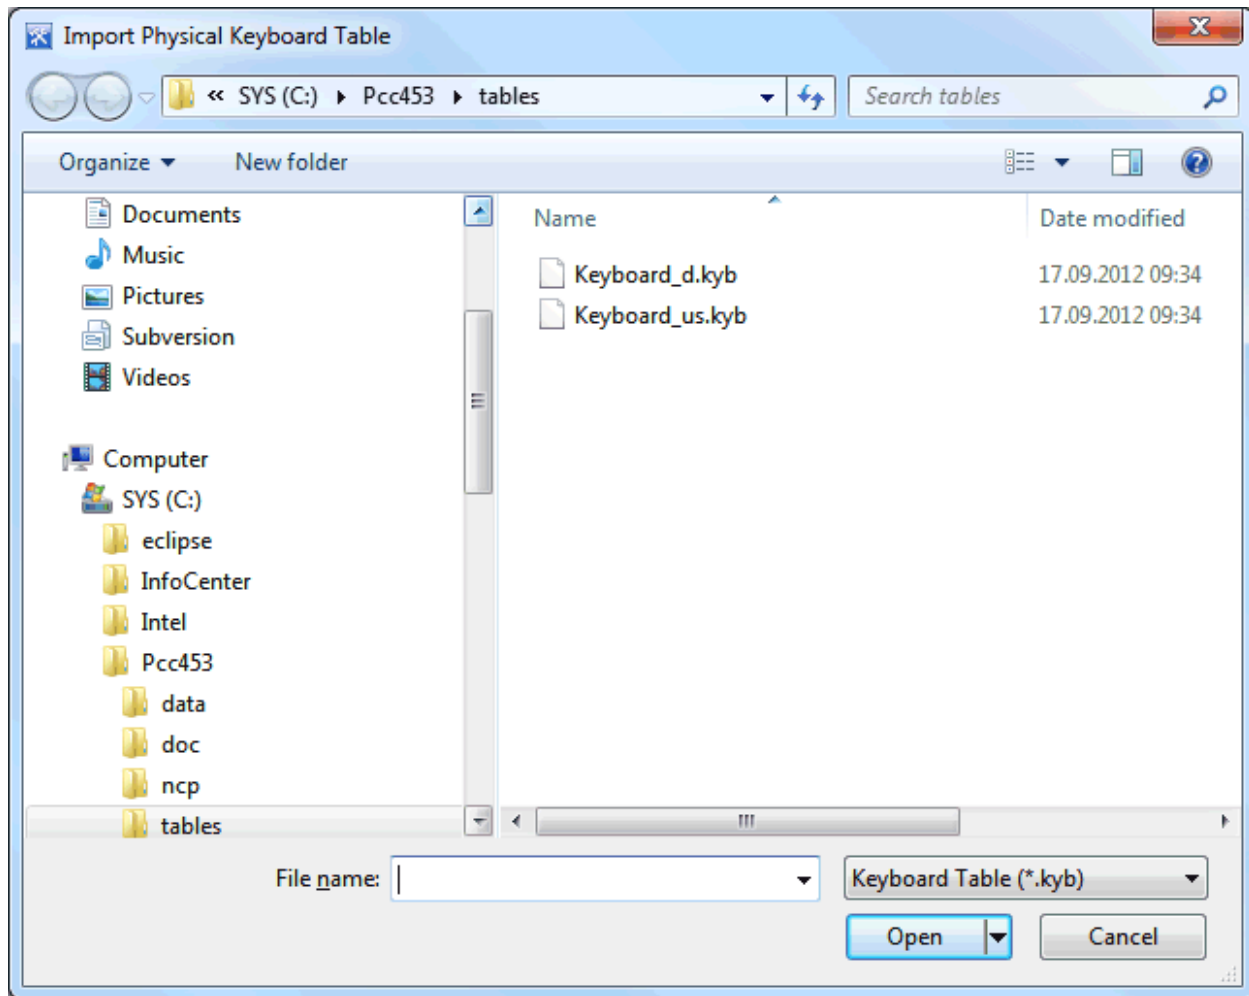 Import Physical Keyboard Table
« SYS (C:) Pcc453 tables
Search tables
Organize New folder
Documents
Music
Pictures
Subversion
Videos
Computer
SYS (C:)
eclipse
InfoCenter
Intel
Pcc453
data
doc
ncp
tables
Name Date modified
Keyboard_d.kyb 17.09.2012 09:34
Keyboard_us.kyb 17.09.2012 09:34
File name: Keyboard Table (*.kyb)
Open Cancel